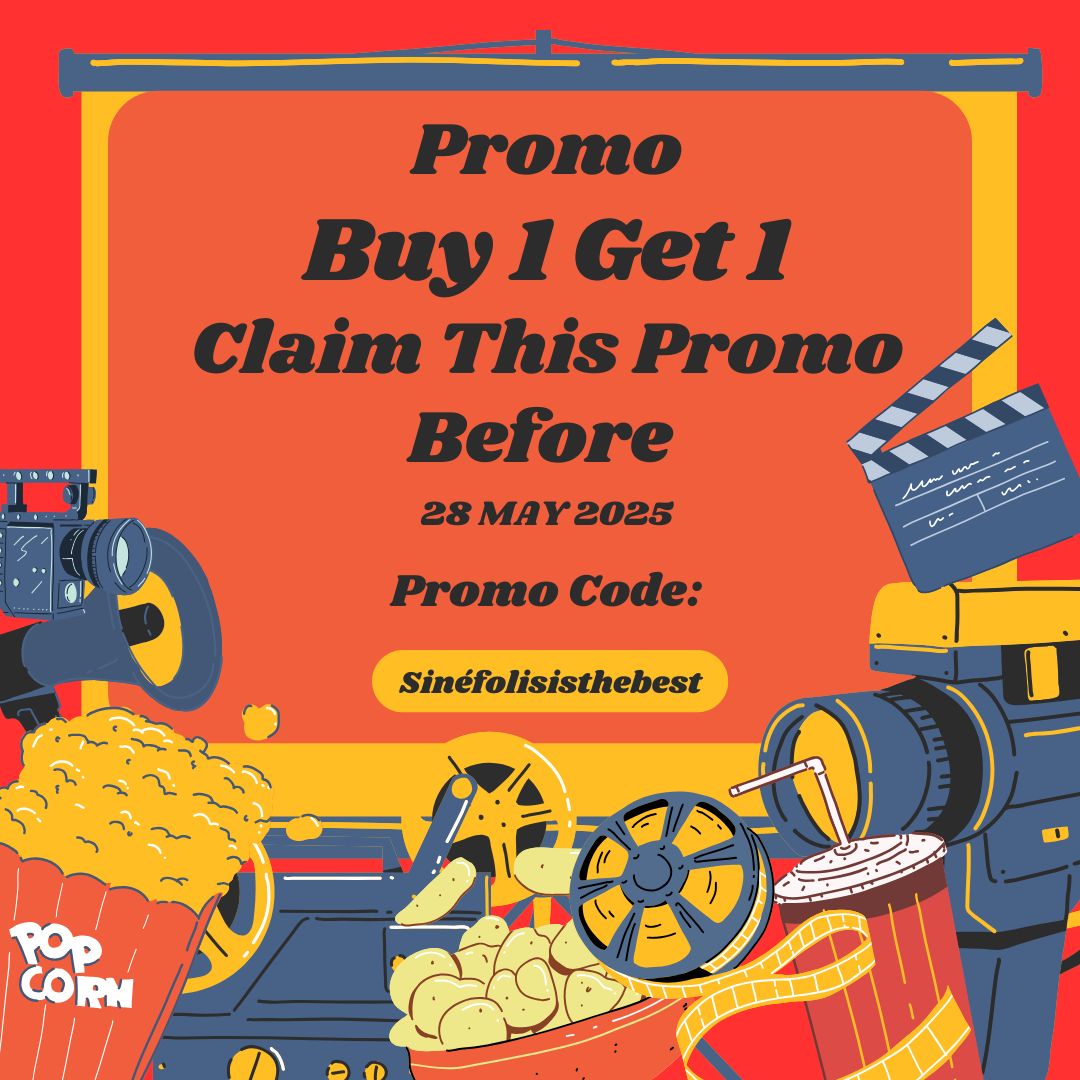 Promo
Buy 1 Get 1
Claim This Promo
Before
28 MAY 2025
Promo Code:
Sinéfolisisthebest
POP
CORN